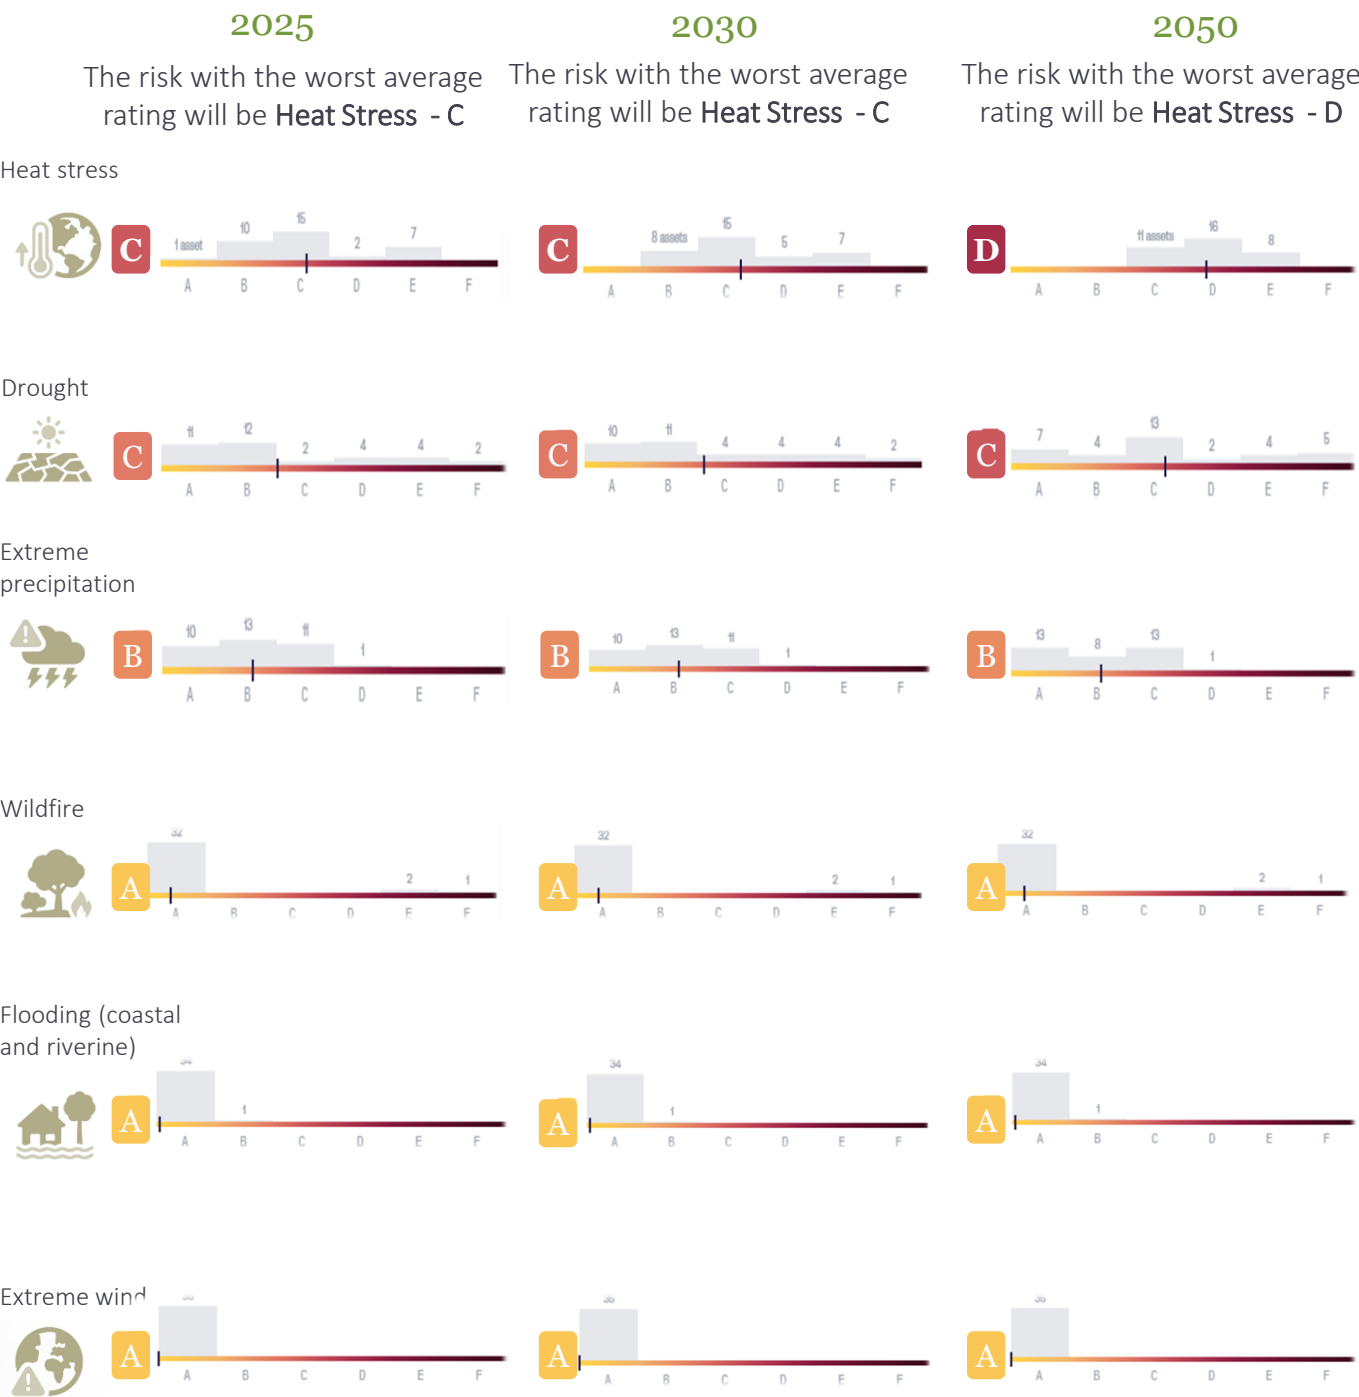 2025
2030
2050
The risk with the worst average
rating will be Heat Stress - C
The risk with the worst average
rating will be Heat Stress - C
The risk with the worst average
rating will be Heat Stress - D
Heat stress
C
1 asset 10 15 2 7
A B C D E F
C
8 assets 15 5 7
A B C D E F
D
11 assets 16 8
A B C D E F
Drought
C
11 12 2 4 4 2
A B C D E F
C
10 11 4 4 4 2
A B C D E F
C
7 4 13 2 4 5
A B C D E F
Extreme
precipitation
B
10 13 11 1
A B C D E F
B
10 13 11 1
A B C D E F
B
13 8 13 1
A B C D E F
Wildfire
A
32 2 1
A B C D E F
A
32 2 1
A B C D E F
A
32 2 1
A B C D E F
Flooding (coastal
and riverine)
A
34 1
A B C D E F
A
34 1
A B C D E F
A
34 1
A B C D E F
Extreme wind
A
A B C D E F
A
A B C D E F
A
A B C D E F